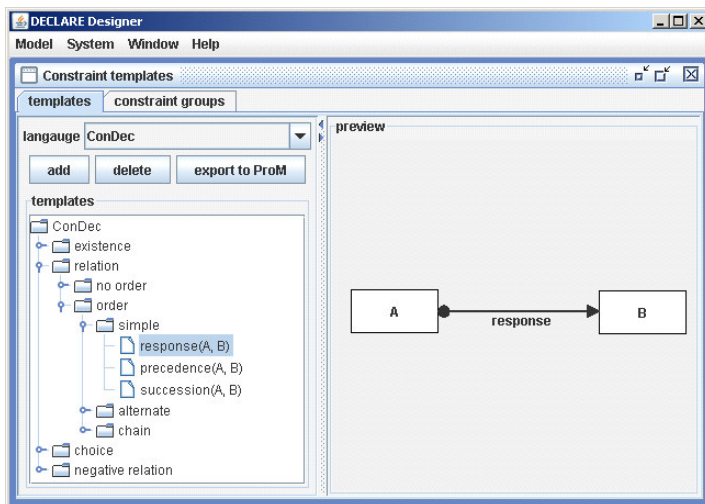 DECLARE Designer
Model System Window Help
Constraint templates
templates constraint groups
langauge ConDec
add delete export to ProM
templates
ConDec
existence
relation
no order
order
simple
response(A, B)
precedence(A, B)
succession(A, B)
alternate
chain
choice
negative relation
preview
A
response
B